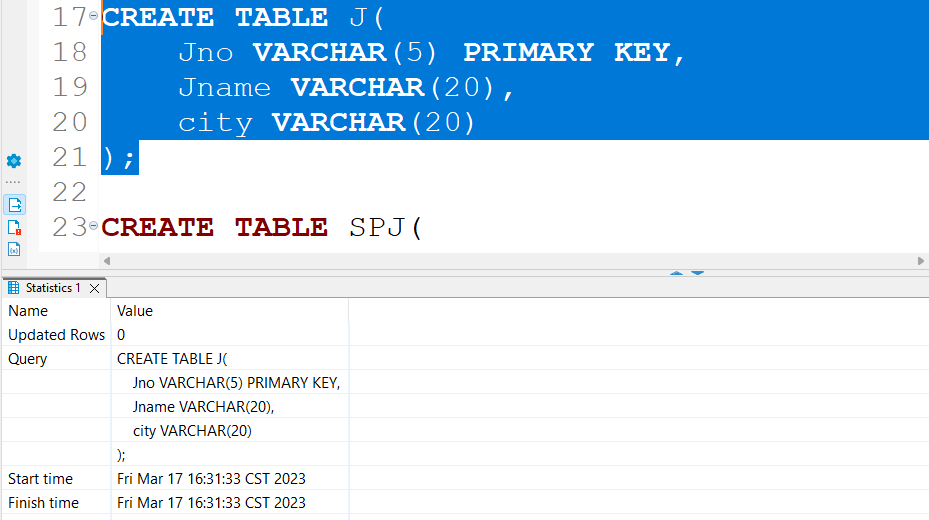 17 CREATE TABLE J(
18 Jno VARCHAR(5) PRIMARY KEY,
19 Jname VARCHAR(20),
20 city VARCHAR(20)
21 );
22
23 CREATE TABLE SPJ(
Statistics 1
Name Value
Updated Rows 0
Query CREATE TABLE J(
Jno VARCHAR(5) PRIMARY KEY,
Jname VARCHAR(20),
city VARCHAR(20)
);
Start time Fri Mar 17 16:31:33 CST 2023
Finish time Fri Mar 17 16:31:33 CST 2023